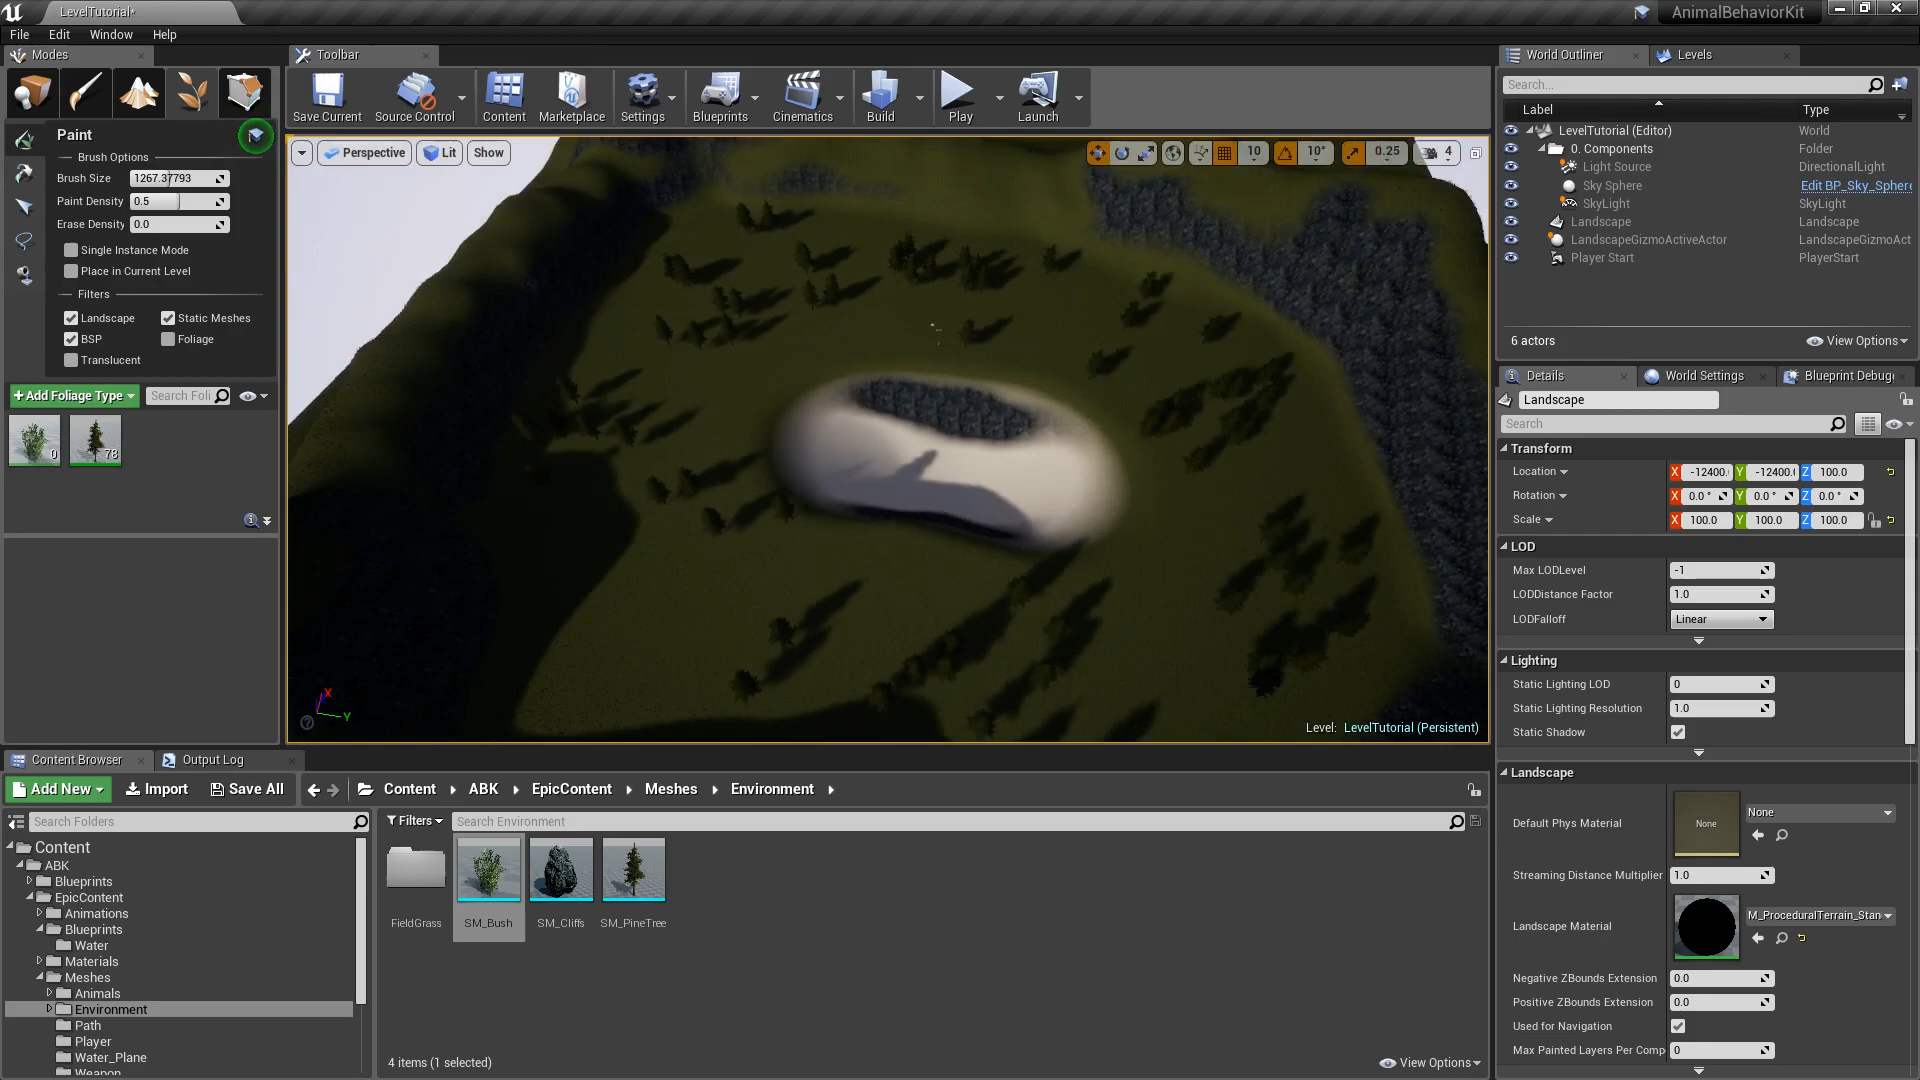 LevelTutorial*
AnimalBehaviorKit
File Edit Window Help
Modes
Toolbar
World Outliner
Levels
Save Current
Source Control
Content
Marketplace
Settings
Blueprints
Cinematics
Build
Play
Launch
Search...
Label Type
LevelTutorial (Editor) World
0. Components Folder
Light Source DirectionalLight
Sky Sphere Edit BP_Sky_Sphere
SkyLight SkyLight
Landscape Landscape
LandscapeGizmoActiveActor LandscapeGizmoAct
Player Start PlayerStart
6 actors
View Options
Paint
Brush Options
Brush Size 1267.37793
Paint Density 0.5
Erase Density 0.0
Single Instance Mode
Place in Current Level
Filters
Landscape Static Meshes
BSP Foliage
Translucent
+Add Foliage Type
Search Foli
0
78
Perspective
Lit
Show
10
10°
0.25
4
X
Y
Level: LevelTutorial (Persistent)
Details
World Settings
Blueprint Debug
Landscape
Search
Transform
Location X -12400. Y -12400. Z 100.0
Rotation X 0.0 ° Y 0.0 ° Z 0.0 °
Scale X 100.0 Y 100.0 Z 100.0
LOD
Max LODLevel -1
LODDistance Factor 1.0
LODFalloff Linear
Lighting
Static Lighting LOD 0
Static Lighting Resolution 1.0
Static Shadow
Landscape
Default Phys Material None None
Streaming Distance Multiplier 1.0
Landscape Material M_ProceduralTerrain_Stan
Negative ZBounds Extension 0.0
Positive ZBounds Extension 0.0
Used for Navigation
Max Painted Layers Per Comp 0
Content Browser
Output Log
Add New
Import
Save All
Content ABK EpicContent Meshes Environment
Search Folders
Filters
Search Environment
Content
ABK
Blueprints
EpicContent
Animations
Blueprints
Water
Materials
Meshes
Animals
Environment
Path
Player
Water_Plane
Weapon
FieldGrass
SM_Bush
SM_Cliffs
SM_PineTree
4 items (1 selected)
View Options